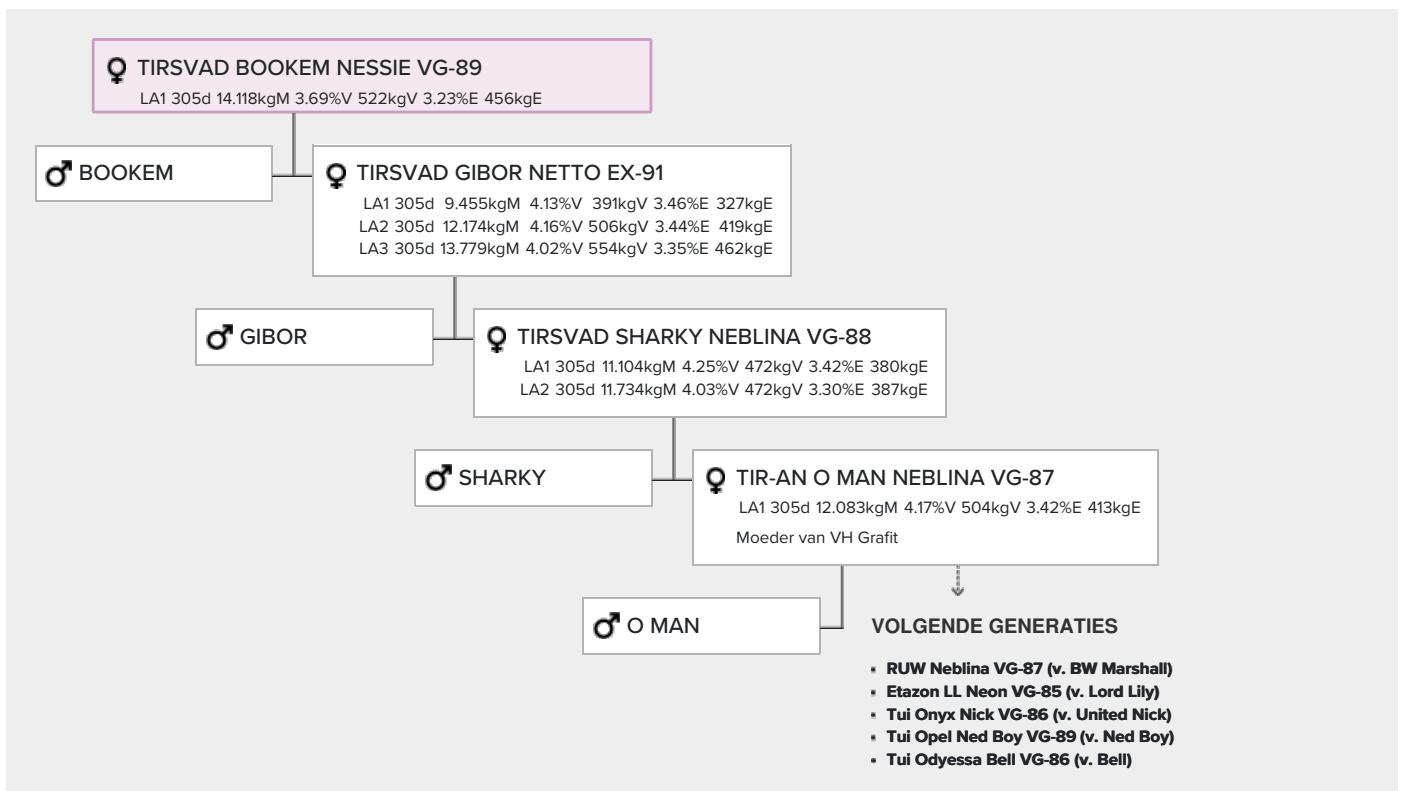 TIRSVAD BOOKEM NESSIE VG-89
LA1 305d 14.118kgM 3.69%V 522kgV 3.23%E 456kgE
BOOKEM
TIRSVAD GIBOR NETTO EX-91
LA1 305d 9.455kgM 4.13%V 391kgV 3.46%E 327kgE
LA2 305d 12.174kgM 4.16%V 506kgV 3.44%E 419kgE
LA3 305d 13.779kgM 4.02%V 554kgV 3.35%E 462kgE
GIBOR
TIRSVAD SHARKY NEBLINA VG-88
LA1 305d 11.104kgM 4.25%V 472kgV 3.42%E 380kgE
LA2 305d 11.734kgM 4.03%V 472kgV 3.30%E 387kgE
SHARKY
TIR-AN O MAN NEBLINA VG-87
LA1 305d 12.083kgM 4.17%V 504kgV 3.42%E 413kgE
Moeder van VH Grafit
O MAN
VOLGENDE GENERATIES
• RUW Neblina VG-87 (v. BW Marshall)
• Etazon LL Neon VG-85 (v. Lord Lily)
• Tui Onyx Nick VG-86 (v. United Nick)
• Tui Opel Ned Boy VG-89 (v. Ned Boy)
• Tui Odyessa Bell VG-86 (v. Bell)